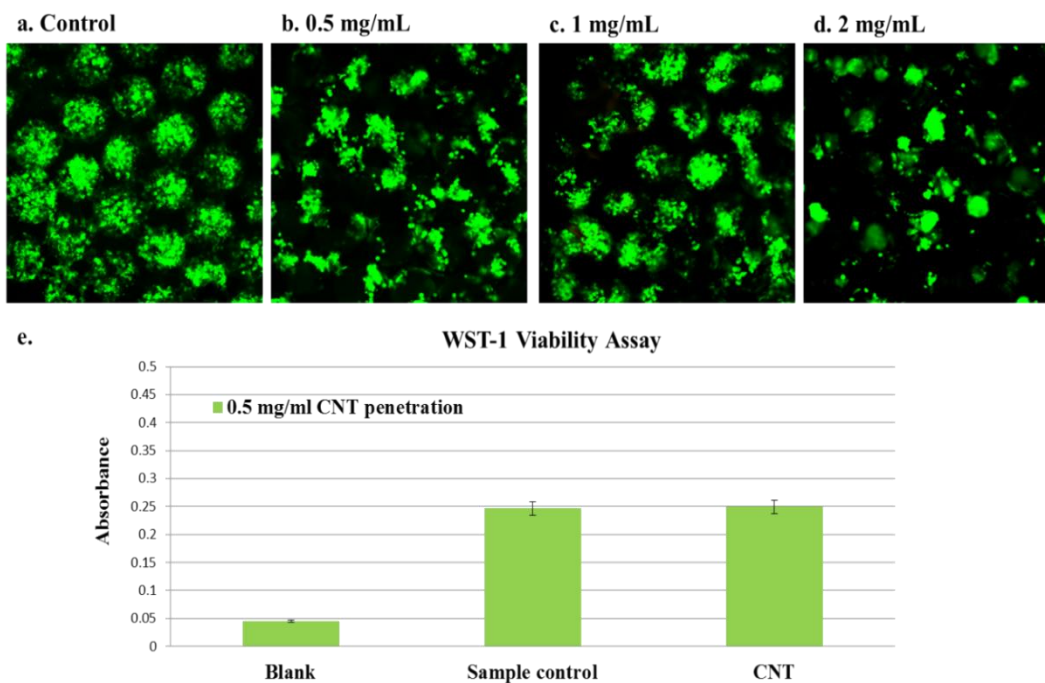 a. Control b. 0.5 mg/mL c. 1 mg/mL d. 2 mg/mL
e.
WST-1 Viability Assay
0.5
0.45
0.4
0.35
0.3
0.25
0.2
0.15
0.1
0.05
0
0.5 mg/ml CNT penetration
Absorbance
Blank Sample control CNT